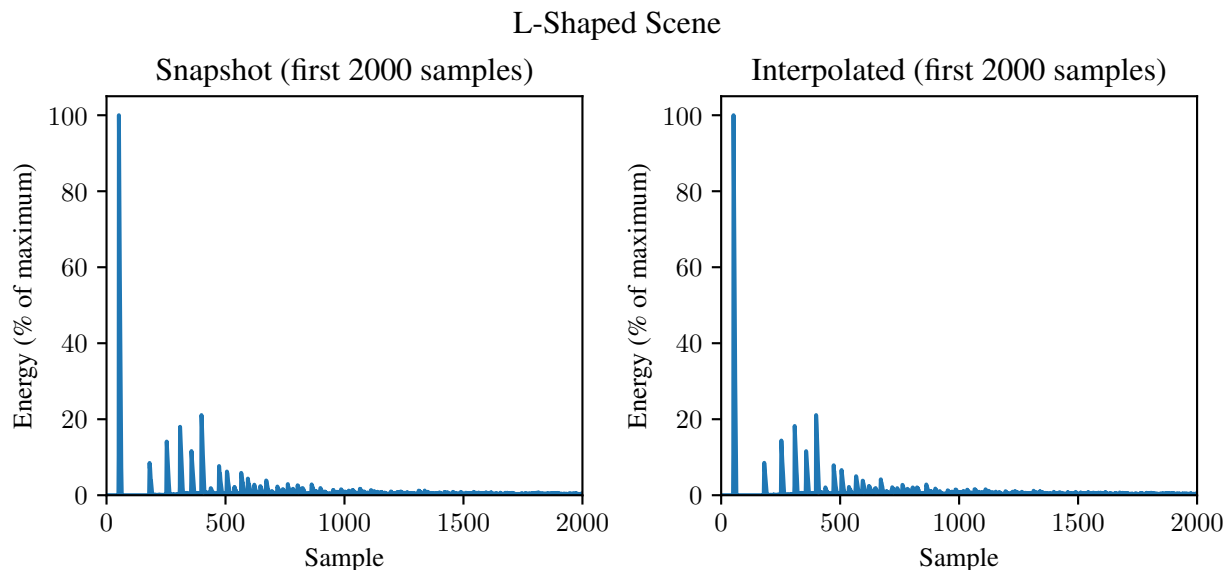 L-Shaped Scene
Snapshot (first 2000 samples)
Energy (% of maximum)
100
80
60
40
20
0
0 500 1000 1500 2000
Sample
Interpolated (first 2000 samples)
Energy (% of maximum)
100
80
60
40
20
0
0 500 1000 1500 2000
Sample